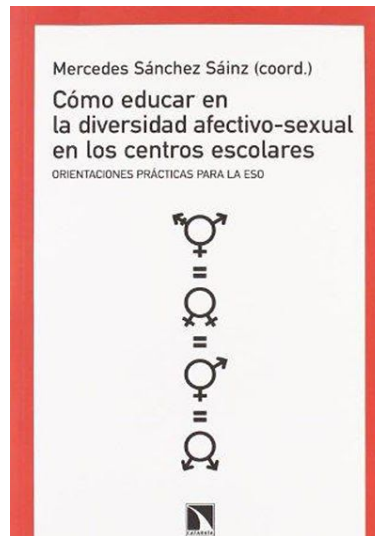 Mercedes Sánchez Sáinz (coord.)
Cómo educar en
la diversidad afectivo-sexual
en los centros escolares
ORIENTACIONES PRÁCTICAS PARA LA ESO
=
=
=
CATARATA